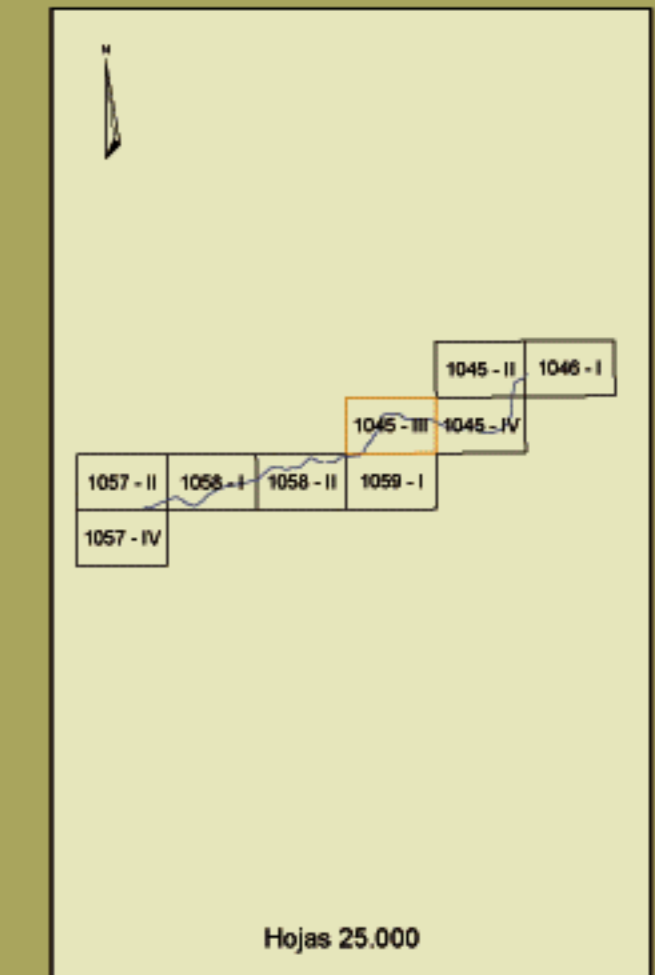 N
1045 - II 1046 - I
1045 - III 1045 - IV
1057 - II 1058 - I 1058 - II 1059 - I
1057 - IV
Hojas 25.000